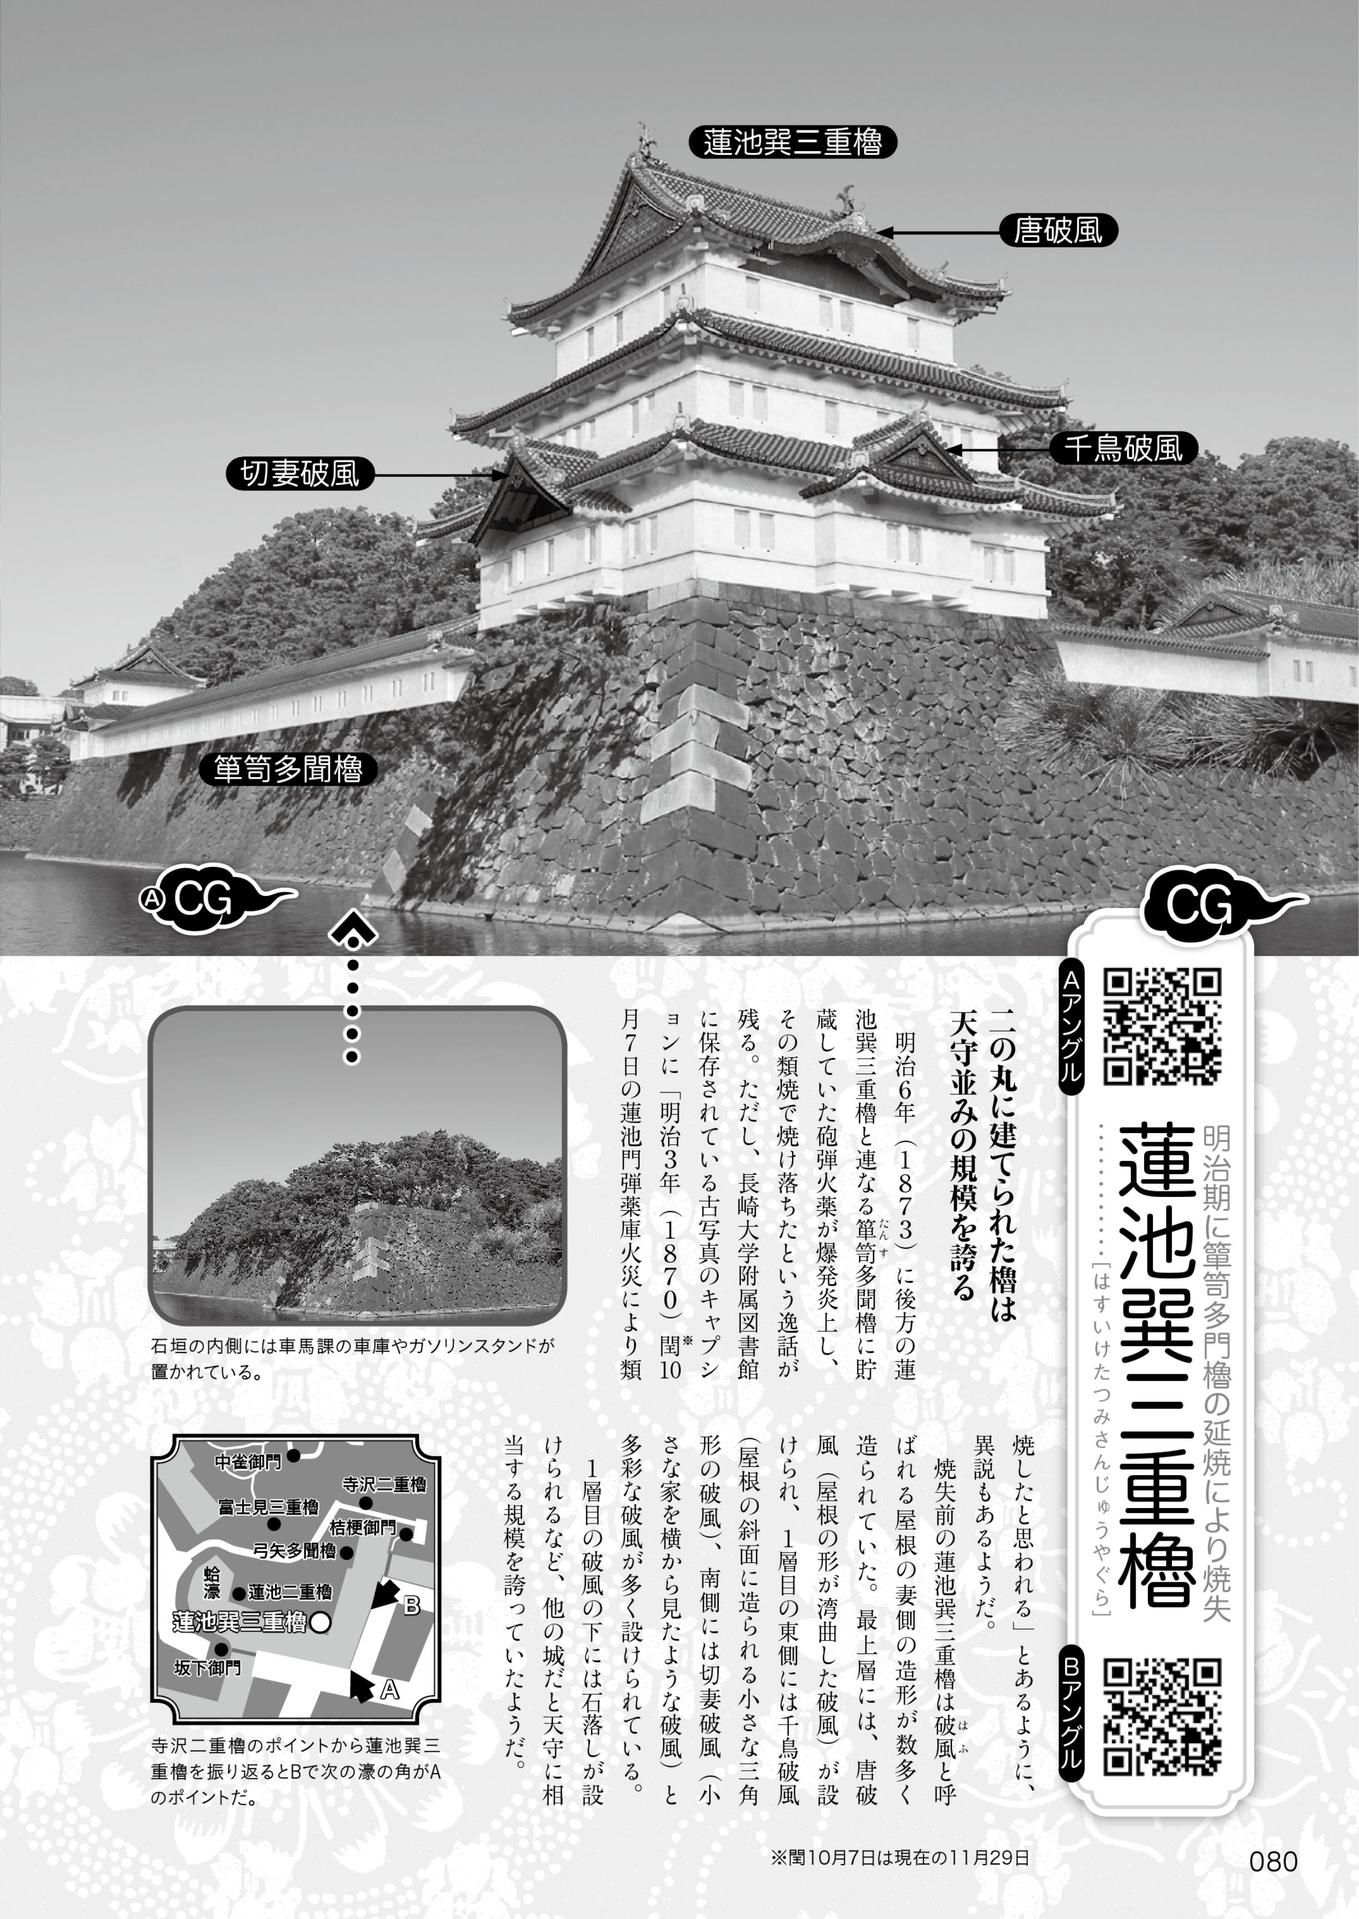 蓮池巽三重櫓
唐破風
千鳥破風
切妻破風
箪笥多聞櫓
Ⓐ CG
CG
Aアングル
明治期に箪笥多門櫓の延焼により焼失
蓮池巽三重櫓
[はすいけたつみさんじゅうやぐら]
Bアングル
二の丸に建てられた櫓は
天守並みの規模を誇る
明治6年（1873）に後方の蓮
池巽三重櫓と連なる箪笥多聞櫓に貯
たんす
蔵していた砲弾火薬が爆発炎上し、
その類焼で焼け落ちたという逸話が
残る。ただし、長崎大学附属図書館
に保存されている古写真のキャプシ
ョンに「明治3年（1870）閏※10
月7日の蓮池門弾薬庫火災により類
焼したと思われる」とあるように、
異説もあるようだ。
焼失前の蓮池巽三重櫓は破風と呼
はふ
ばれる屋根の妻側の造形が数多く
造られていた。最上層には、唐破
風（屋根の形が湾曲した破風）が設
けられ、1層目の東側には千鳥破風
（屋根の斜面に造られる小さな三角
形の破風）、南側には切妻破風（小
さな家を横から見たような破風）と
多彩な破風が多く設けられている。
1層目の破風の下には石落しが設
けられるなど、他の城だと天守に相
当する規模を誇っていたようだ。
石垣の内側には車馬課の車庫やガソリンスタンドが
置かれている。
中雀御門
寺沢二重櫓
富士見三重櫓
桔梗御門
弓矢多聞櫓
蛤濠
蓮池二重櫓
B
蓮池巽三重櫓
坂下御門
A
寺沢二重櫓のポイントから蓮池巽三
重櫓を振り返るとBで次の濠の角がA
のポイントだ。
※閏10月7日は現在の11月29日
080